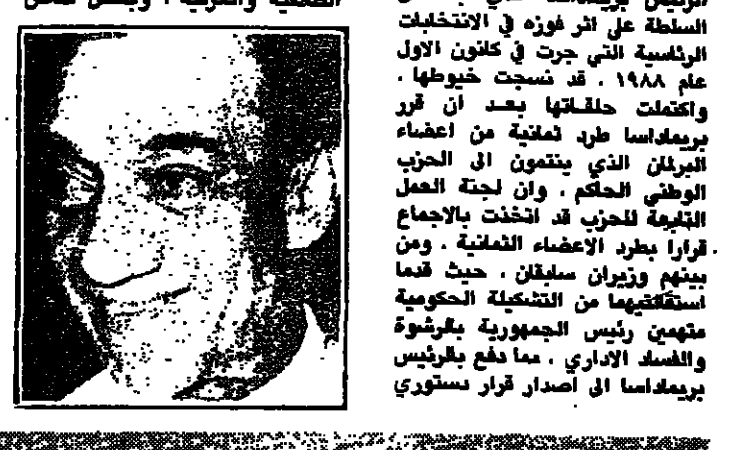 الرئيس بريماداسا
السلطة على اثر فوزه في الانتخابات
الرئاسية التي جرت في كانون الاول
عام ١٩٨٨ ، قد نسجت خيوطها ،
واكتملت حلقاتها بعد ان قرر
بريماداسا طرد ثمانية من اعضاء
البرلمان الذي ينتمون الى الحزب
الوطني الحاكم ، وان لجنة العمل
التابعة للحزب قد اتخذت بالاجماع
قرارا بطرد الاعضاء الثمانية ، ومن
بينهم وزيران سابقان ، حيث قدما
استقالتيهما من التشكيلة الحكومية
متهمين رئيس الجمهورية بالرشوة
والفساد الاداري ، مما دفع بالرئيس
بريماداسا الى اصدار قرار دستوري